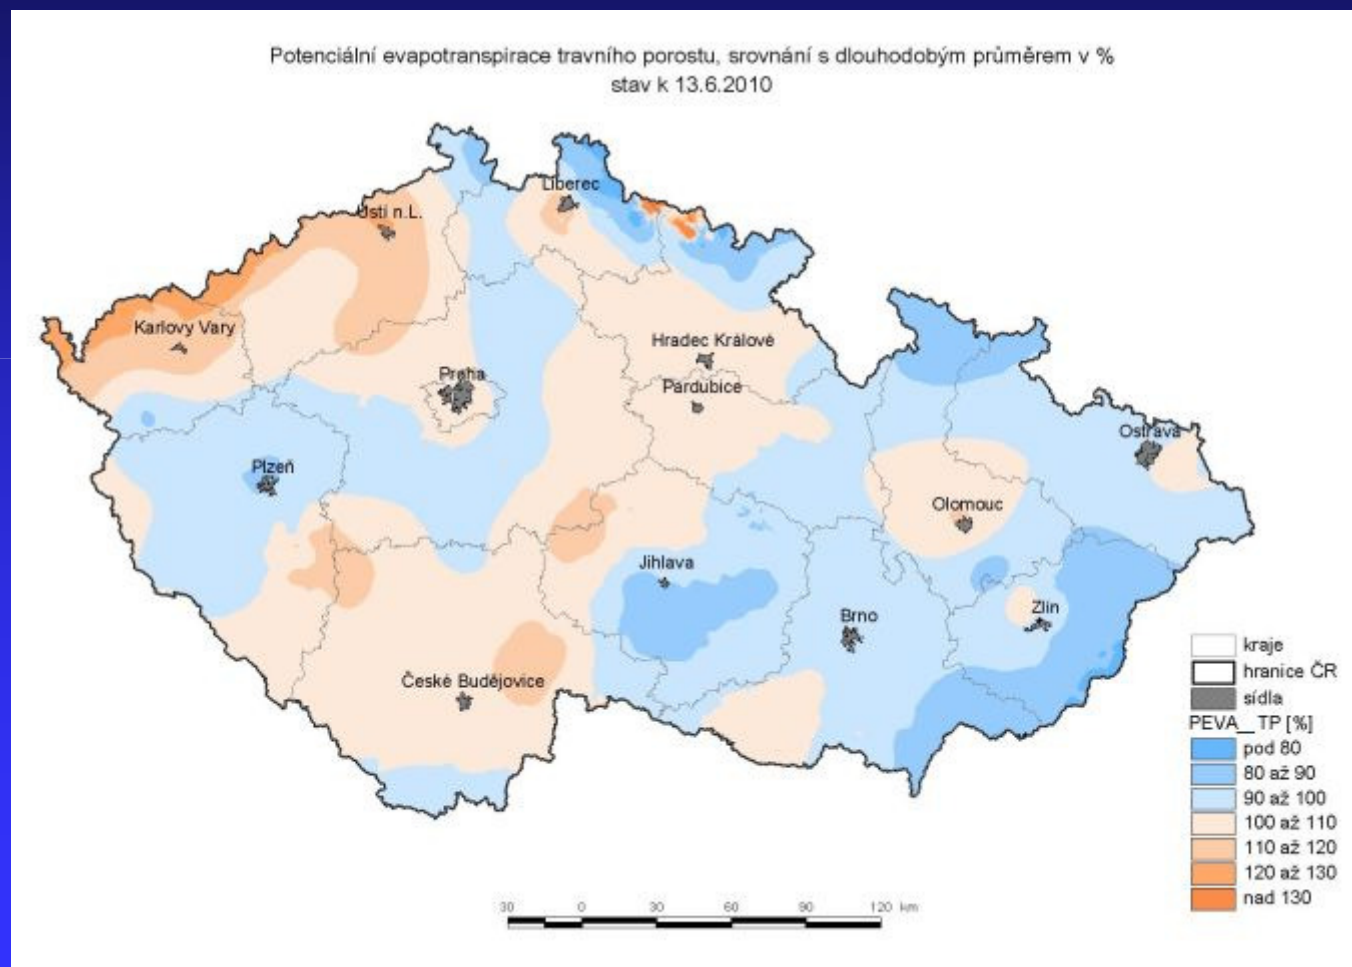 Potenciální evapotranspirace travního porostu, srovnání s dlouhodobým průměrem v %
stav k 13.6.2010
Liberec
Ústí n.L.
Karlovy Vary
Hradec Králové
Praha
Pardubice
Ostrava
Plzeň
Olomouc
Jihlava
Zlín
Brno
České Budějovice
kraje
hranice ČR
sídla
PEVA__TP [%]
pod 80
80 až 90
90 až 100
100 až 110
110 až 120
120 až 130
nad 130
30 0 30 60 90 120 km